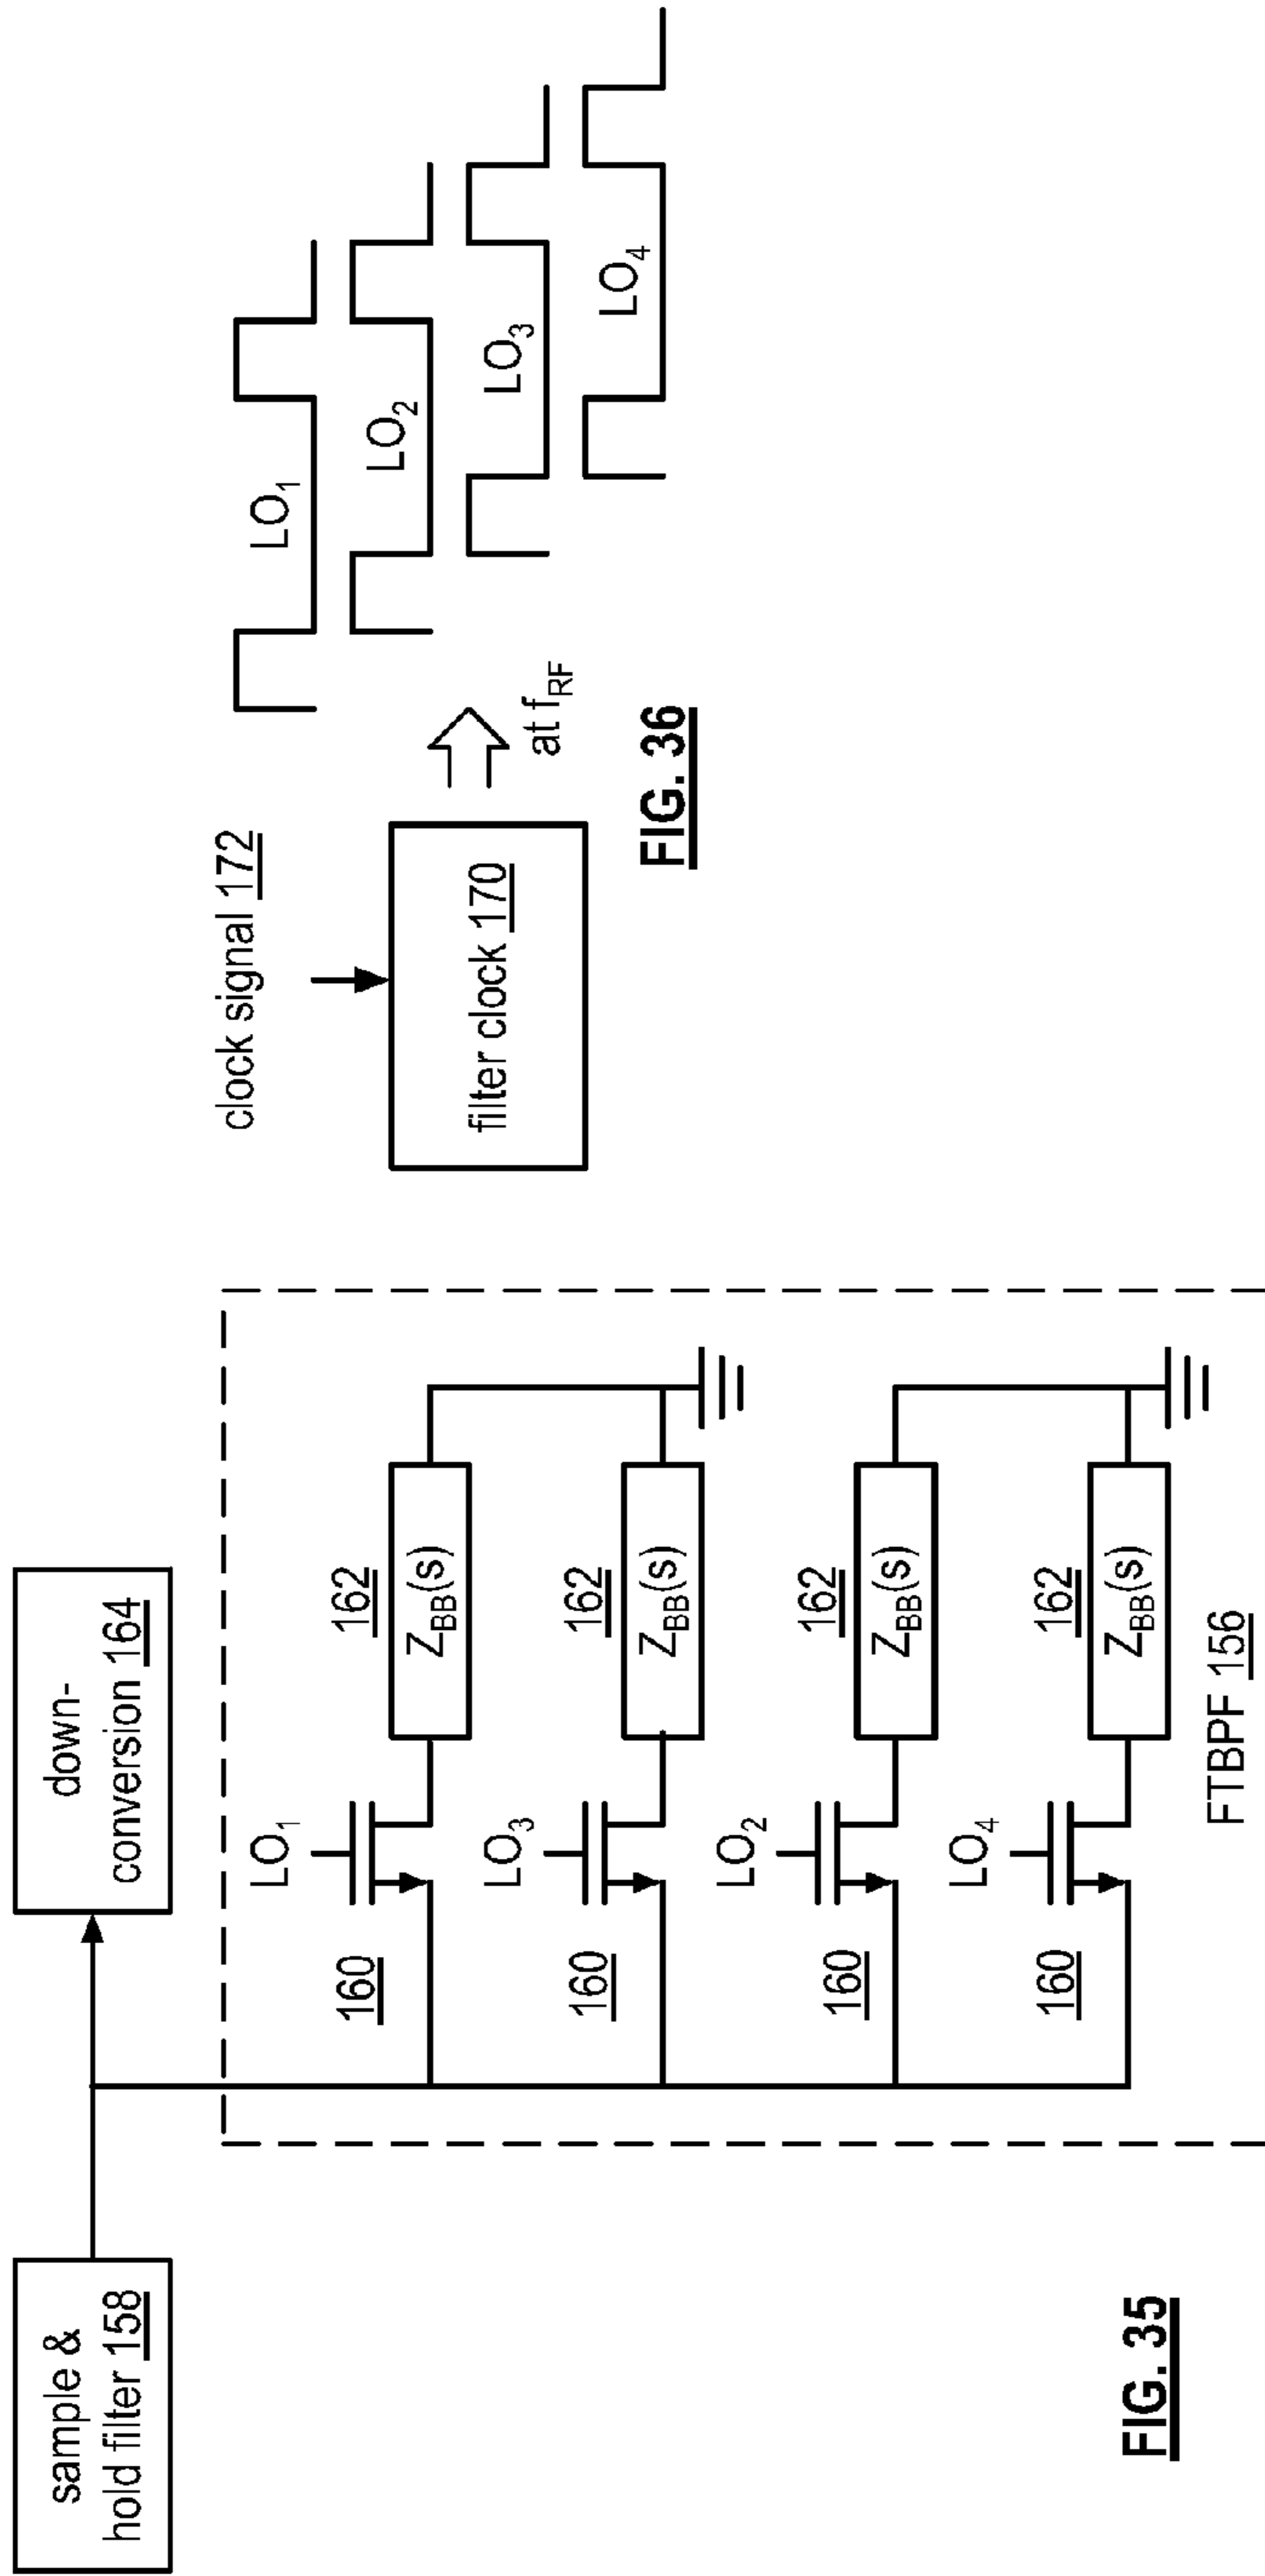 sample &
hold filter 158
down-
conversion 164
LO1
160
162
ZBB(s)
LO3
160
162
ZBB(s)
LO2
160
162
ZBB(s)
LO4
160
162
ZBB(s)
FTBPF 156
FIG. 35
clock signal 172
filter clock 170
at fRF
LO1
LO2
LO3
LO4
FIG. 36